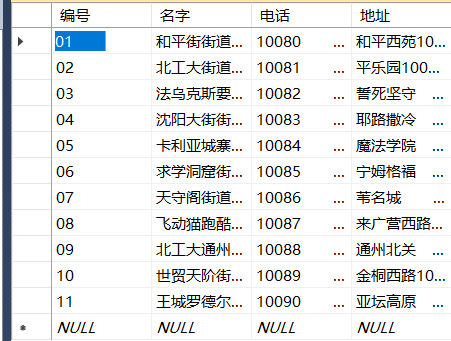 编号 名字 电话 地址
01 和平街街道... 10080 ... 和平西苑10...
02 北工大街道... 10081 ... 平乐园100...
03 法乌克斯要... 10082 ... 誓死坚守 ...
04 沈阳大街街... 10083 ... 耶路撒冷 ...
05 卡利亚城寨... 10084 ... 魔法学院 ...
06 求学洞窟街... 10085 ... 宁姆格福 ...
07 天守阁街道... 10086 ... 苇名城 ...
08 飞动猫跑酷... 10087 ... 来广营西路...
09 北工大通州... 10088 ... 通州北关 ...
10 世贸天阶街... 10089 ... 金桐西路10...
11 王城罗德尔... 10090 ... 亚坛高原 ...
NULL NULL NULL NULL